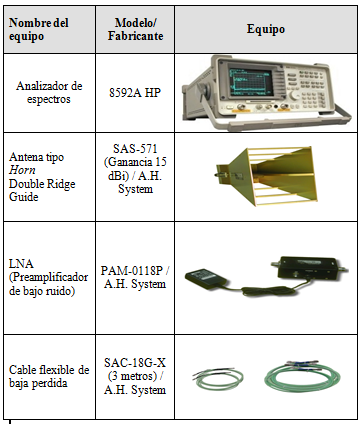 Nombre del
equipo
Modelo/
Fabricante
Equipo
Analizador de
espectros
8592A HP
Antena tipo
Horn
Double Ridge
Guide
SAS-571
(Ganancia 15
dBi) / A.H.
System
LNA
(Preamplificador
de bajo ruido)
PAM-0118P /
A.H. System
Cable flexible de
baja perdida
SAC-18G-X
(3 metros) /
A.H. System